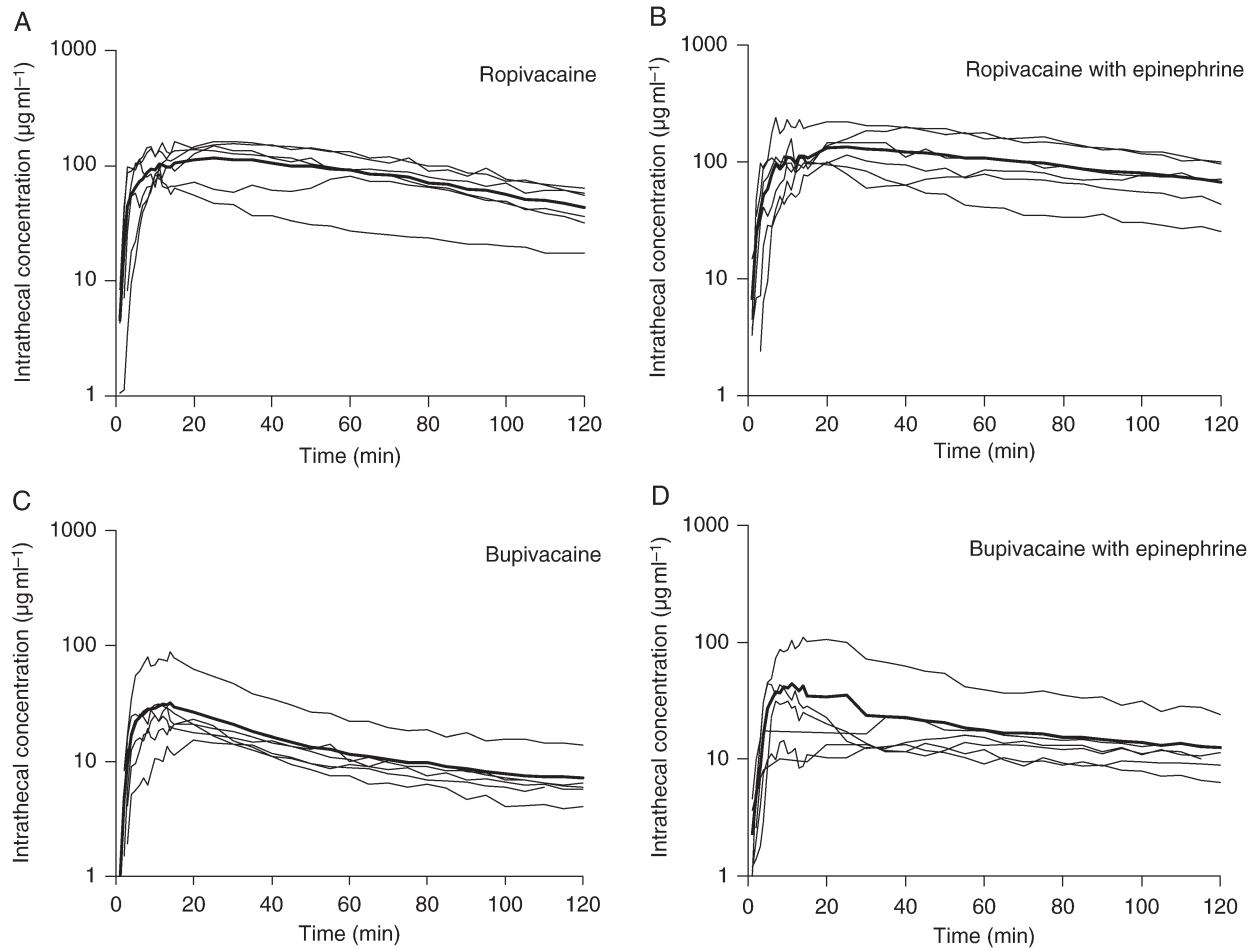 A
Ropivacaine
Intrathecal concentration (µg ml–1)
1000
100
10
1
0 20 40 60 80 100 120
Time (min)
B
Ropivacaine with epinephrine
Intrathecal concentration (µg ml–1)
1000
100
10
1
0 20 40 60 80 100 120
Time (min)
C
Bupivacaine
Intrathecal concentration (µg ml–1)
1000
100
10
1
0 20 40 60 80 100 120
Time (min)
D
Bupivacaine with epinephrine
Intrathecal concentration (µg ml–1)
1000
100
10
1
0 20 40 60 80 100 120
Time (min)